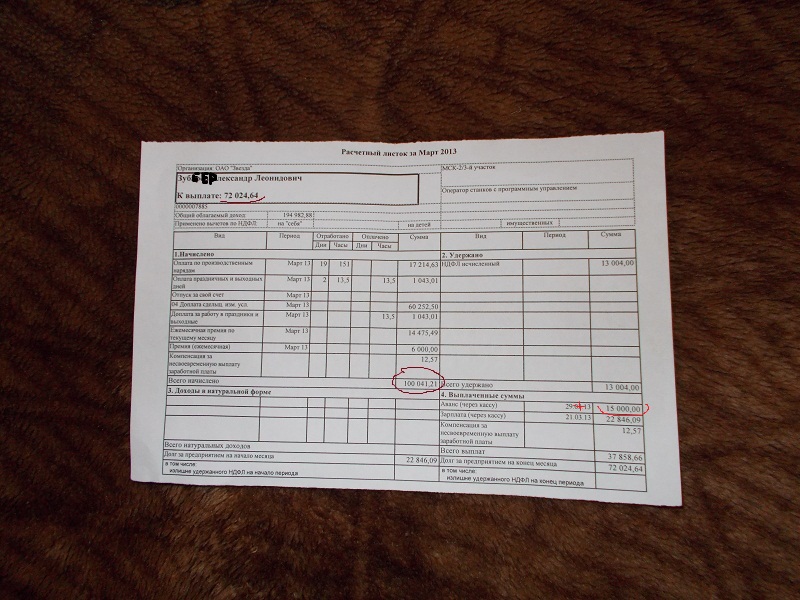 Расчетный листок за Март 2013
Организация: ОАО "Звезда"
МСК-2/3-й участок
Александр Леонидович
Оператор станков с программным управлением
К выплате: 72 024,64
0000007885
Общий облагаемый доход 194 982,88
Применено вычетов по НДФЛ: на "себя" на детей имущественных
Вид Период Отработано Оплачено Сумма Вид Период Сумма
Дни Часы Дни Часы
1.Начислено 2. Удержано
Оплата по производственным нарядам Март 13 19 151 17 214,63 НДФЛ исчисленный 13 004,00
Оплата праздничных и выходных дней Март 13 2 13,5 13,5 1 043,01
Отпуск за свой счет
04 Доплата сдельщ. изм. усл. 60 252,50
Доплата за работу в праздники и выходные 13,5 1 043,01
Ежемесячная премия по текущему месяцу Март 13 14 475,49
Премия (ежемесячная) Март 13 6 000,00
Компенсация за несвоевременную выплату заработной платы 12,57
Всего начислено 100 041,21 Всего удержано 13 004,00
3. Доходы в натуральной форме 4. Выплаченные суммы
Аванс (через кассу) 15 000,00
Зарплата (через кассу) 21.03.13 22 846,09
Компенсация за несвоевременную выплату заработной платы 12,57
Всего натуральных доходов Всего выплат 37 858,66
Долг за предприятием на начало месяца 22 846,09 Долг за предприятием на конец месяца 72 024,64
в том числе: в том числе:
излишне удержанного НДФЛ на начало периода излишне удержанного НДФЛ на конец периода